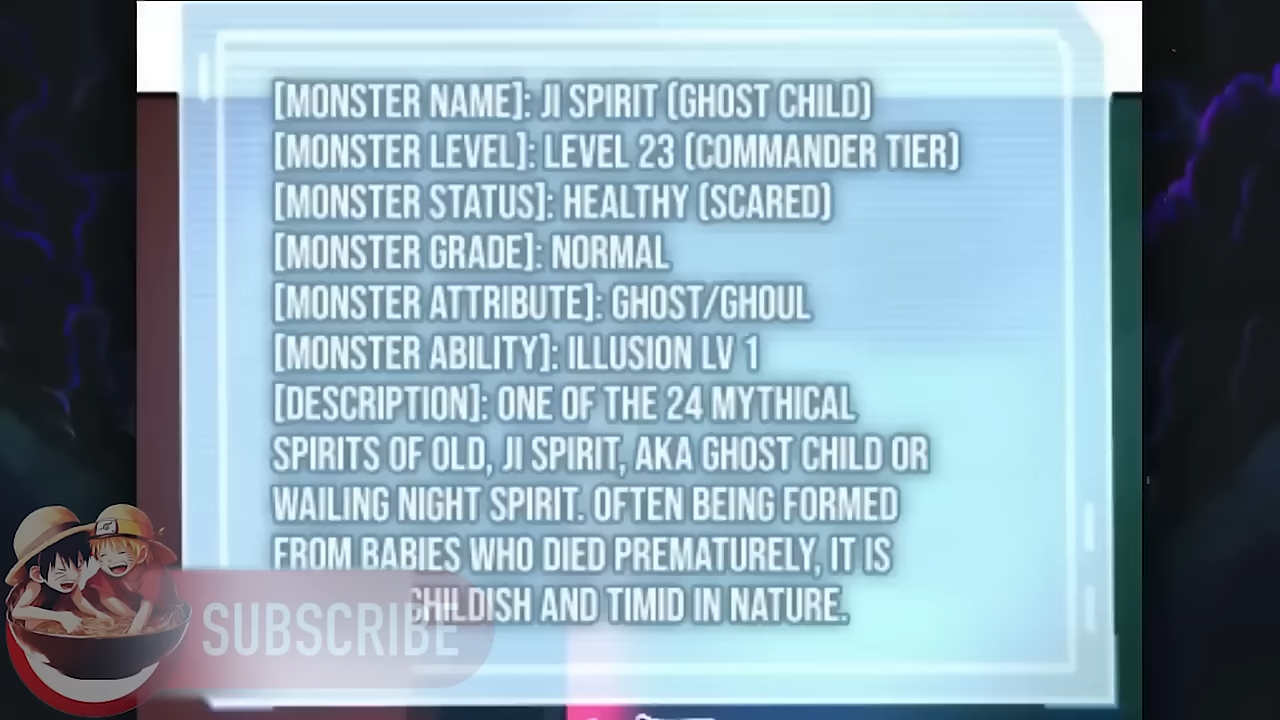 [MONSTER NAME]: JI SPIRIT (GHOST CHILD)
[MONSTER LEVEL]: LEVEL 23 (COMMANDER TIER)
[MONSTER STATUS]: HEALTHY (SCARED)
[MONSTER GRADE]: NORMAL
[MONSTER ATTRIBUTE]: GHOST/GHOUL
[MONSTER ABILITY]: ILLUSION LV 1
[DESCRIPTION]: ONE OF THE 24 MYTHICAL
SPIRITS OF OLD, JI SPIRIT, AKA GHOST CHILD OR
WAILING NIGHT SPIRIT. OFTEN BEING FORMED
FROM BABIES WHO DIED PREMATURELY, IT IS
CHILDISH AND TIMID IN NATURE.
SUBSCRIBE